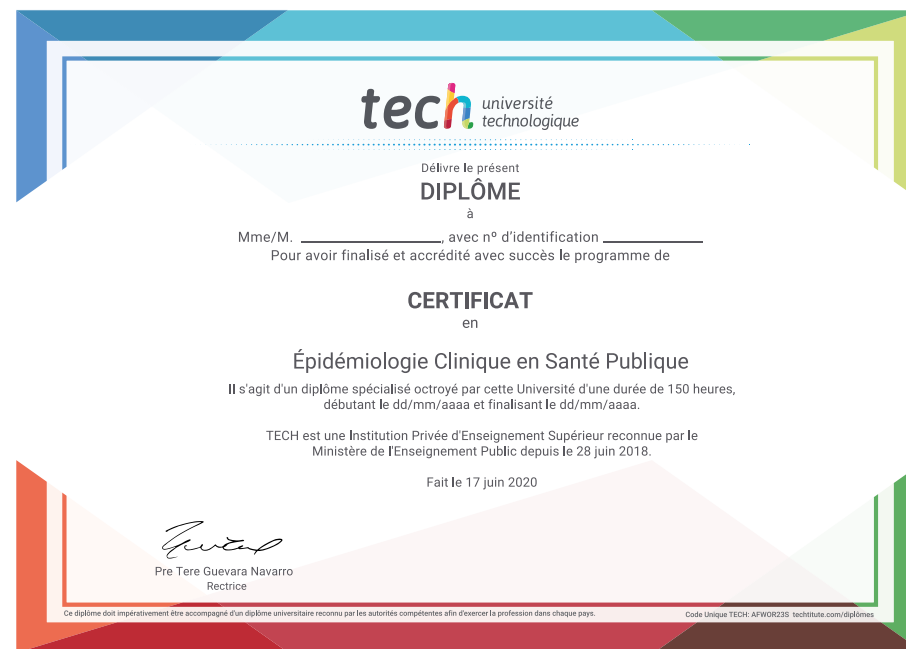 tech université
technologique
Délivre le présent
DIPLÔME
à
Mme/M. ____________________, avec nº d'identification ______________
Pour avoir finalisé et accrédité avec succès le programme de
CERTIFICAT
en
Épidémiologie Clinique en Santé Publique
Il s'agit d'un diplôme spécialisé octroyé par cette Université d'une durée de 150 heures,
débutant le dd/mm/aaaa et finalisant le dd/mm/aaaa.
TECH est une Institution Privée d'Enseignement Supérieur reconnue par le
Ministère de l'Enseignement Public depuis le 28 juin 2018.
Fait le 17 juin 2020
Pre Tere Guevara Navarro
Rectrice
Ce diplôme doit impérativement être accompagné d'un diplôme universitaire reconnu par les autorités compétentes afin d'exercer la profession dans chaque pays.
Code Unique TECH: AFWOR23S techtitute.com/diplômes